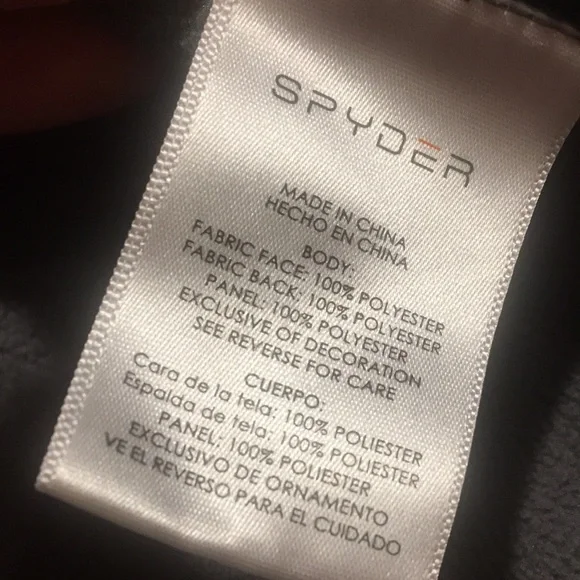 SPYDER
MADE IN CHINA
HECHO EN CHINA
BODY:
FABRIC FACE: 100% POLYESTER
FABRIC BACK: 100% POLYESTER
PANEL: 100% POLYESTER
EXCLUSIVE OF DECORATION
SEE REVERSE FOR CARE
CUERPO:
Cara de la tela: 100% POLIESTER
Espalda de tela: 100% POLIESTER
PANEL: 100% POLIESTER
EXCLUSIVO DE ORNAMENTO
VE EL REVERSO PARA EL CUIDADO